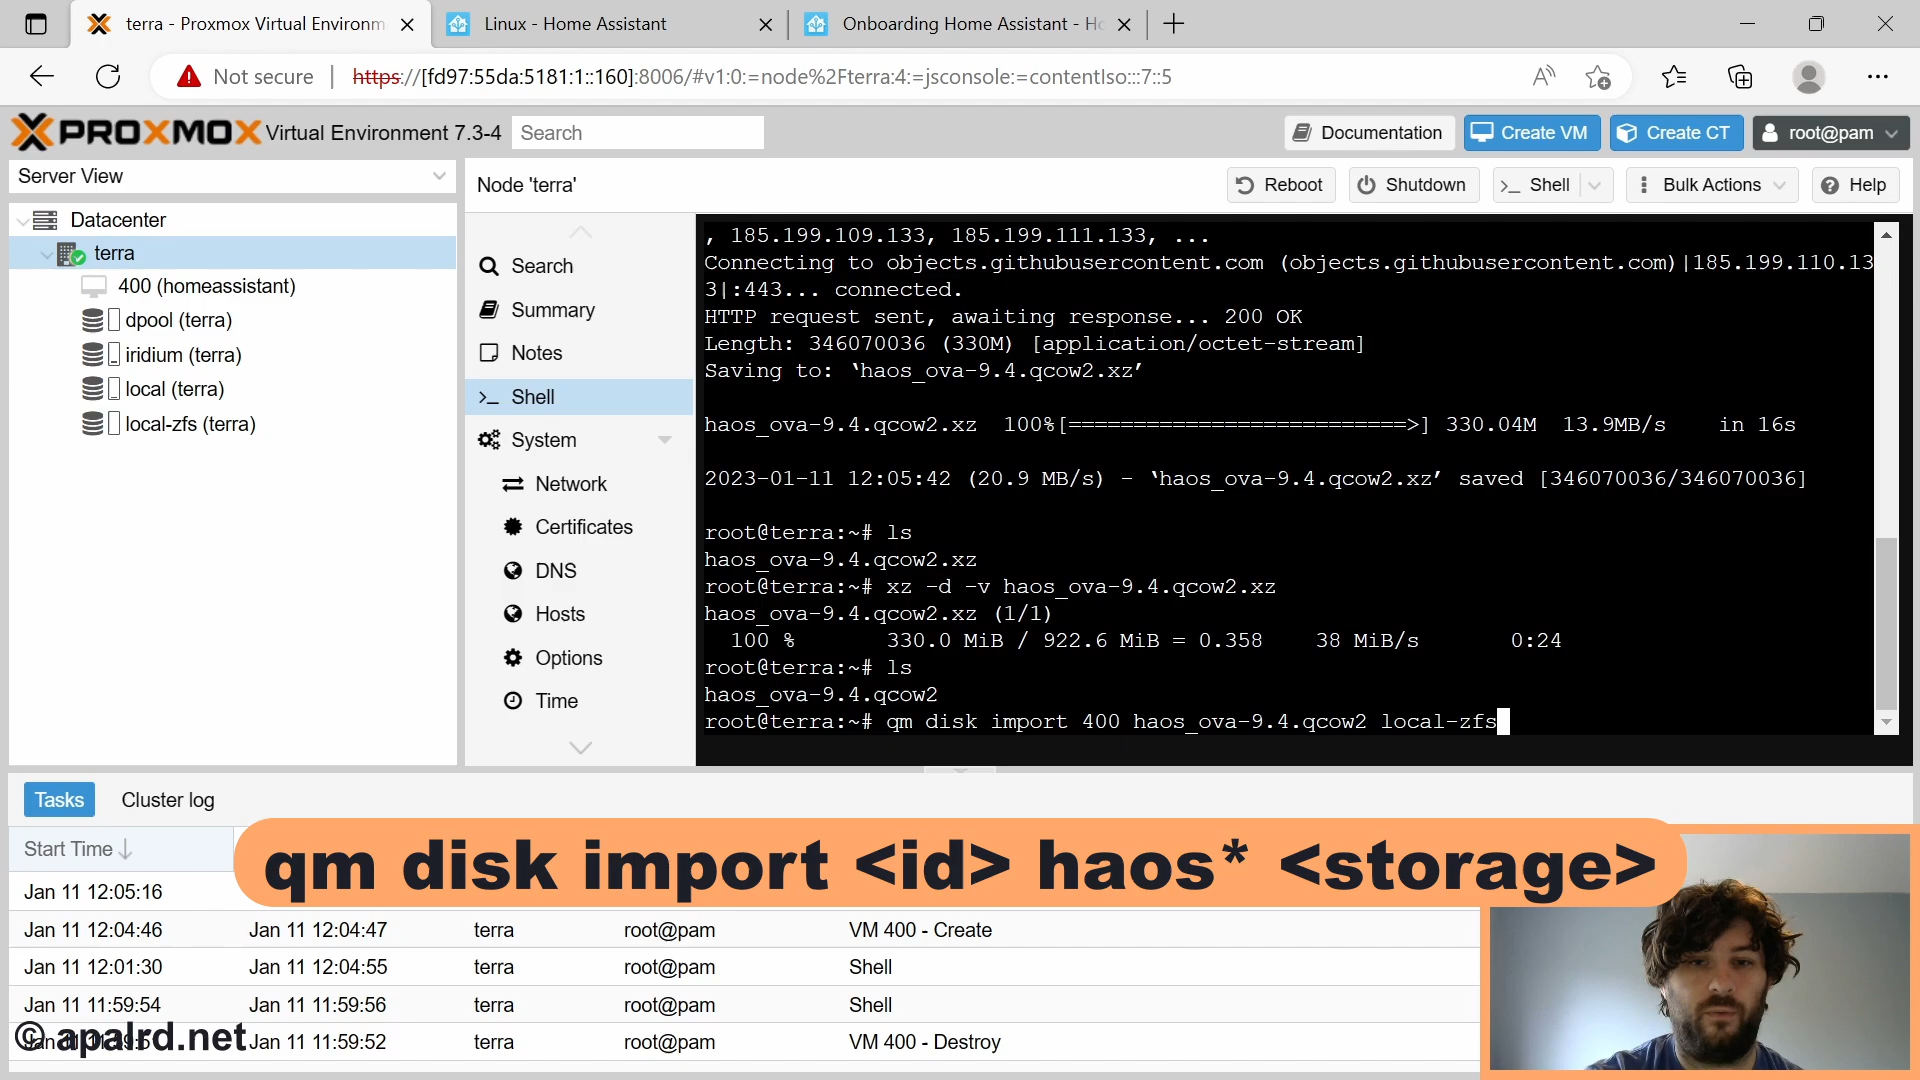 terra - Proxmox Virtual Environm
Linux - Home Assistant
Onboarding Home Assistant - Ho
Not secure
https://[fd97:55da:5181:1::160]:8006/#v1:0:=node%2Fterra:4:=jsconsole:=contentIso:::7::5
PROXMOX Virtual Environment 7.3-4
Search
Documentation
Create VM
Create CT
root@pam
Server View
Node 'terra'
Reboot
Shutdown
Shell
Bulk Actions
Help
Datacenter
terra
400 (homeassistant)
dpool (terra)
iridium (terra)
local (terra)
local-zfs (terra)
Search
Summary
Notes
Shell
System
Network
Certificates
DNS
Hosts
Options
Time
, 185.199.109.133, 185.199.111.133, ...
Connecting to objects.githubusercontent.com (objects.githubusercontent.com)|185.199.110.13
3|:443... connected.
HTTP request sent, awaiting response... 200 OK
Length: 346070036 (330M) [application/octet-stream]
Saving to: ‘haos_ova-9.4.qcow2.xz’
haos_ova-9.4.qcow2.xz 100%[==========================>] 330.04M 13.9MB/s in 16s
2023-01-11 12:05:42 (20.9 MB/s) - ‘haos_ova-9.4.qcow2.xz’ saved [346070036/346070036]
root@terra:~# ls
haos_ova-9.4.qcow2.xz
root@terra:~# xz -d -v haos_ova-9.4.qcow2.xz
haos_ova-9.4.qcow2.xz (1/1)
100 % 330.0 MiB / 922.6 MiB = 0.358 38 MiB/s 0:24
root@terra:~# ls
haos_ova-9.4.qcow2
root@terra:~# qm disk import 400 haos_ova-9.4.qcow2 local-zfs
Tasks
Cluster log
Start Time
qm disk import <id> haos* <storage>
Jan 11 12:05:16
Jan 11 12:04:46 Jan 11 12:04:47 terra root@pam VM 400 - Create
Jan 11 12:01:30 Jan 11 12:04:55 terra root@pam Shell
Jan 11 11:59:54 Jan 11 11:59:56 terra root@pam Shell
Jan 11 11:59:52 terra root@pam VM 400 - Destroy
© apalrd.net